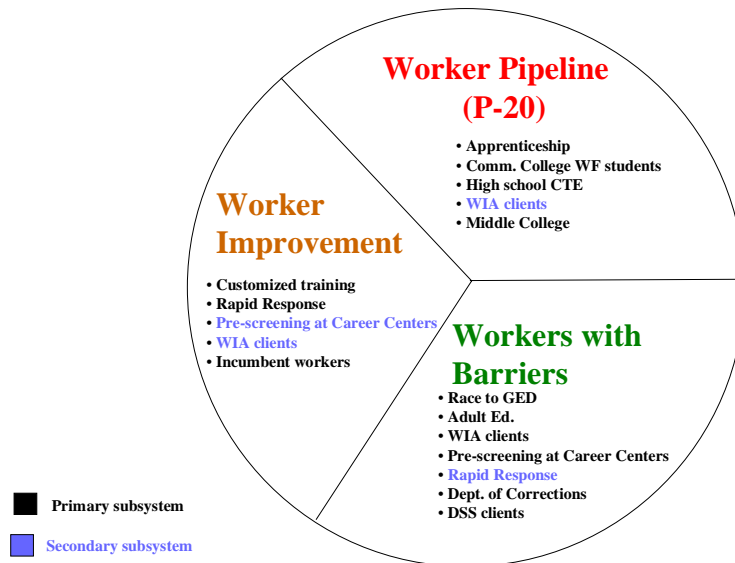 Worker Pipeline
(P-20)
• Apprenticeship
• Comm. College WF students
• High school CTE
• WIA clients
• Middle College
Worker
Improvement
• Customized training
• Rapid Response
• Pre-screening at Career Centers
• WIA clients
• Incumbent workers
Workers with
Barriers
• Race to GED
• Adult Ed.
• WIA clients
• Pre-screening at Career Centers
• Rapid Response
• Dept. of Corrections
• DSS clients
Primary subsystem
Secondary subsystem